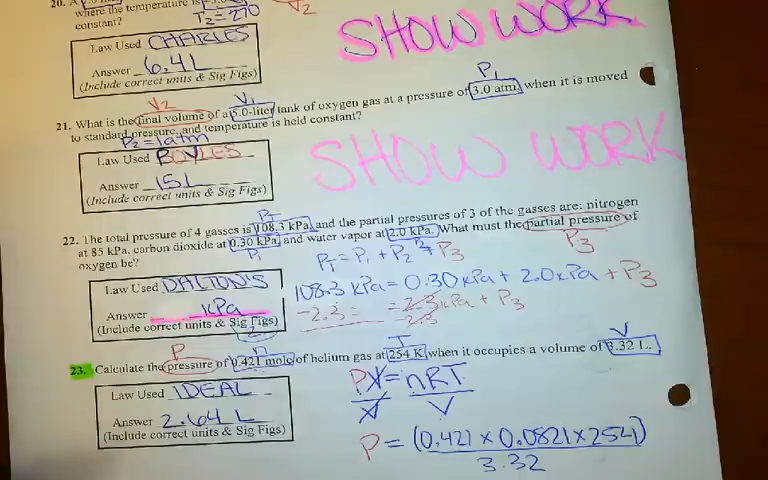 20. A
where the temperature is
T₂=270
V₂
constant?
Law Used CHARLES
Answer 6.4L
(Include correct units & Sig Figs)
SHOW WORK
P₁
V₂ V₁
21. What is the final volume of a 5.0-liter tank of oxygen gas at a pressure of 3.0 atm, when it is moved
to standard pressure, and temperature is held constant?
P₂=1atm
Law Used BOYLES
Answer 15L
(Include correct units & Sig Figs)
SHOW WORK
PT
22. The total pressure of 4 gasses is 108.3 kPa, and the partial pressures of 3 of the gasses are: nitrogen
at 85 kPa, carbon dioxide at 0.30 kPa, and water vapor at 2.0 kPa. What must the partial pressure of
oxygen be?
P₁ P₂ P₃
PT = P₁ + P₂ + P₃
Law Used DALTON'S
108.3 kPa = 0.30 kPa + 2.0 kPa + P₃
Answer kPa
-2.3 = 2.3 kPa + P₃
-2.3
(Include correct units & Sig Figs)
P n T V
23. Calculate the pressure of 0.421 mole of helium gas at 254 K when it occupies a volume of 3.32 L.
Law Used IDEAL
PV = nRT
V V
Answer 2.64 L
(Include correct units & Sig Figs)
P = (0.421 x 0.0821 x 254)
3.32